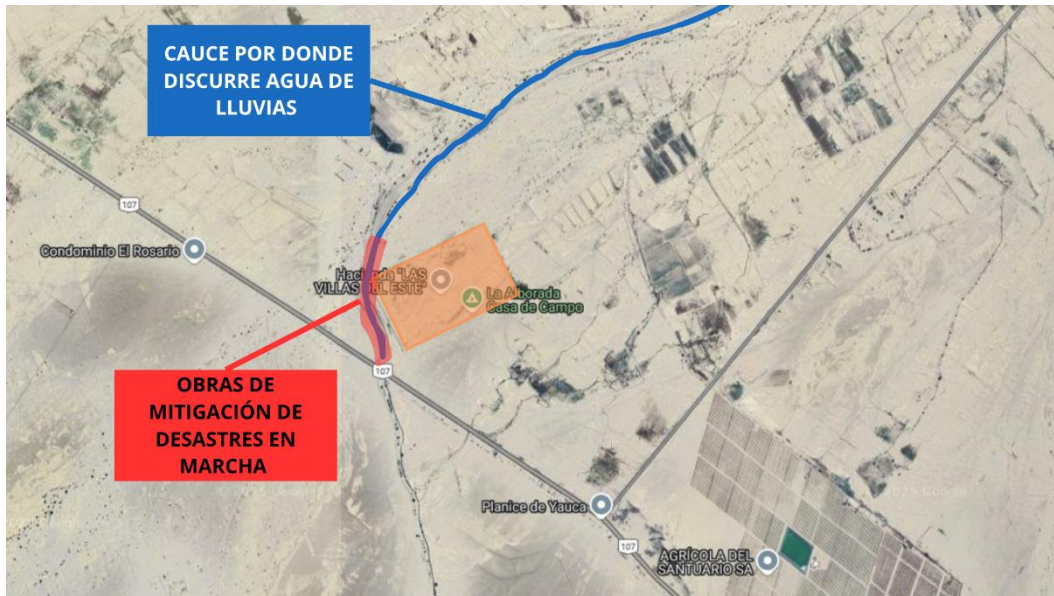 CAUCE POR DONDE
DISCURRE AGUA DE
LLUVIAS
107
Condominio El Rosario
Hacienda "LAS
VILLAS DEL ESTE"
La Alborada
Casa de Campo
107
OBRAS DE
MITIGACIÓN DE
DESASTRES EN
MARCHA
Planice de Yauca
107
AGRÍCOLA DEL
SANTUARIO SA